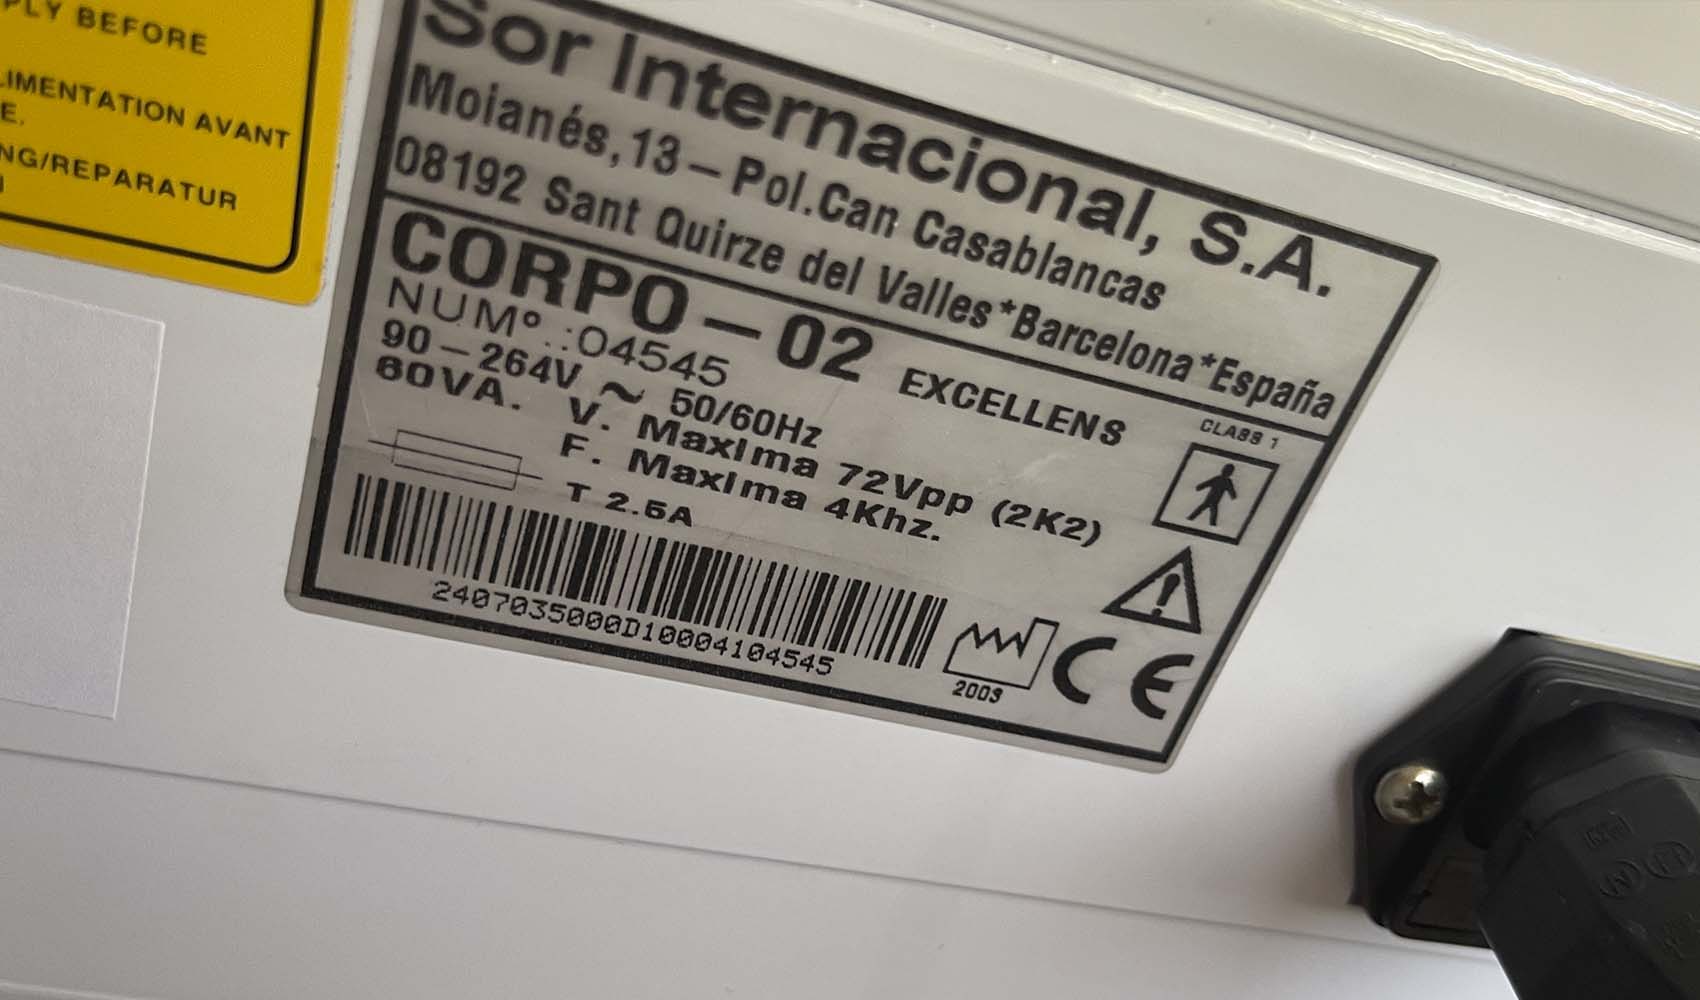 PLY BEFORE
LIMENTATION AVANT
E.
NG/REPARATUR
Sor Internacional, S.A.
Moianés,13-Pol.Can Casablancas
08192 Sant Quirze del Valles*Barcelona*España
CORPO-02 EXCELLENS
CLASS 1
NUMº.:04545
90-264V ~ 50/60Hz
60VA. V. Maxima 72Vpp (2K2)
F. Maxima 4Khz.
T 2.5A
2407035000D10004104545
2003
CE